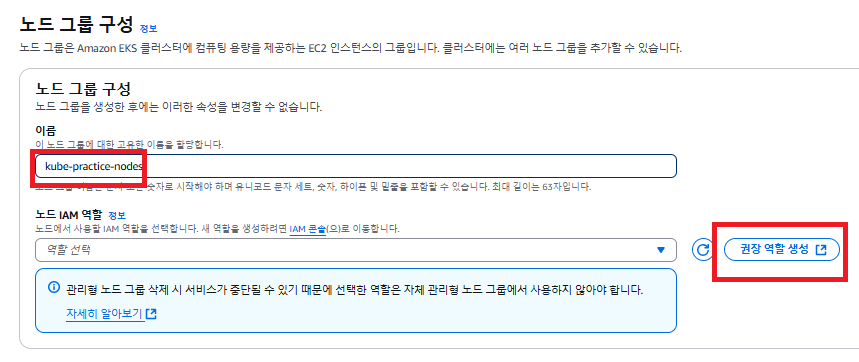 노드 그룹 구성 정보
노드 그룹은 Amazon EKS 클러스터에 컴퓨팅 용량을 제공하는 EC2 인스턴스의 그룹입니다. 클러스터에는 여러 노드 그룹을 추가할 수 있습니다.
노드 그룹 구성
노드 그룹을 생성한 후에는 이러한 속성을 변경할 수 없습니다.
이름
이 노드 그룹에 대한 고유한 이름을 할당합니다.
kube-practice-nodes
숫자로 시작해야 하며 유니코드 문자 세트, 숫자, 하이픈 및 밑줄을 포함할 수 있습니다. 최대 길이는 63자입니다.
노드 IAM 역할 정보
노드에서 사용할 IAM 역할을 선택합니다. 새 역할을 생성하려면 IAM 콘솔(으)로 이동합니다.
역할 선택
권장 역할 생성
관리형 노드 그룹 삭제 시 서비스가 중단될 수 있기 때문에 선택한 역할은 자체 관리형 노드 그룹에서 사용하지 않아야 합니다.
자세히 알아보기